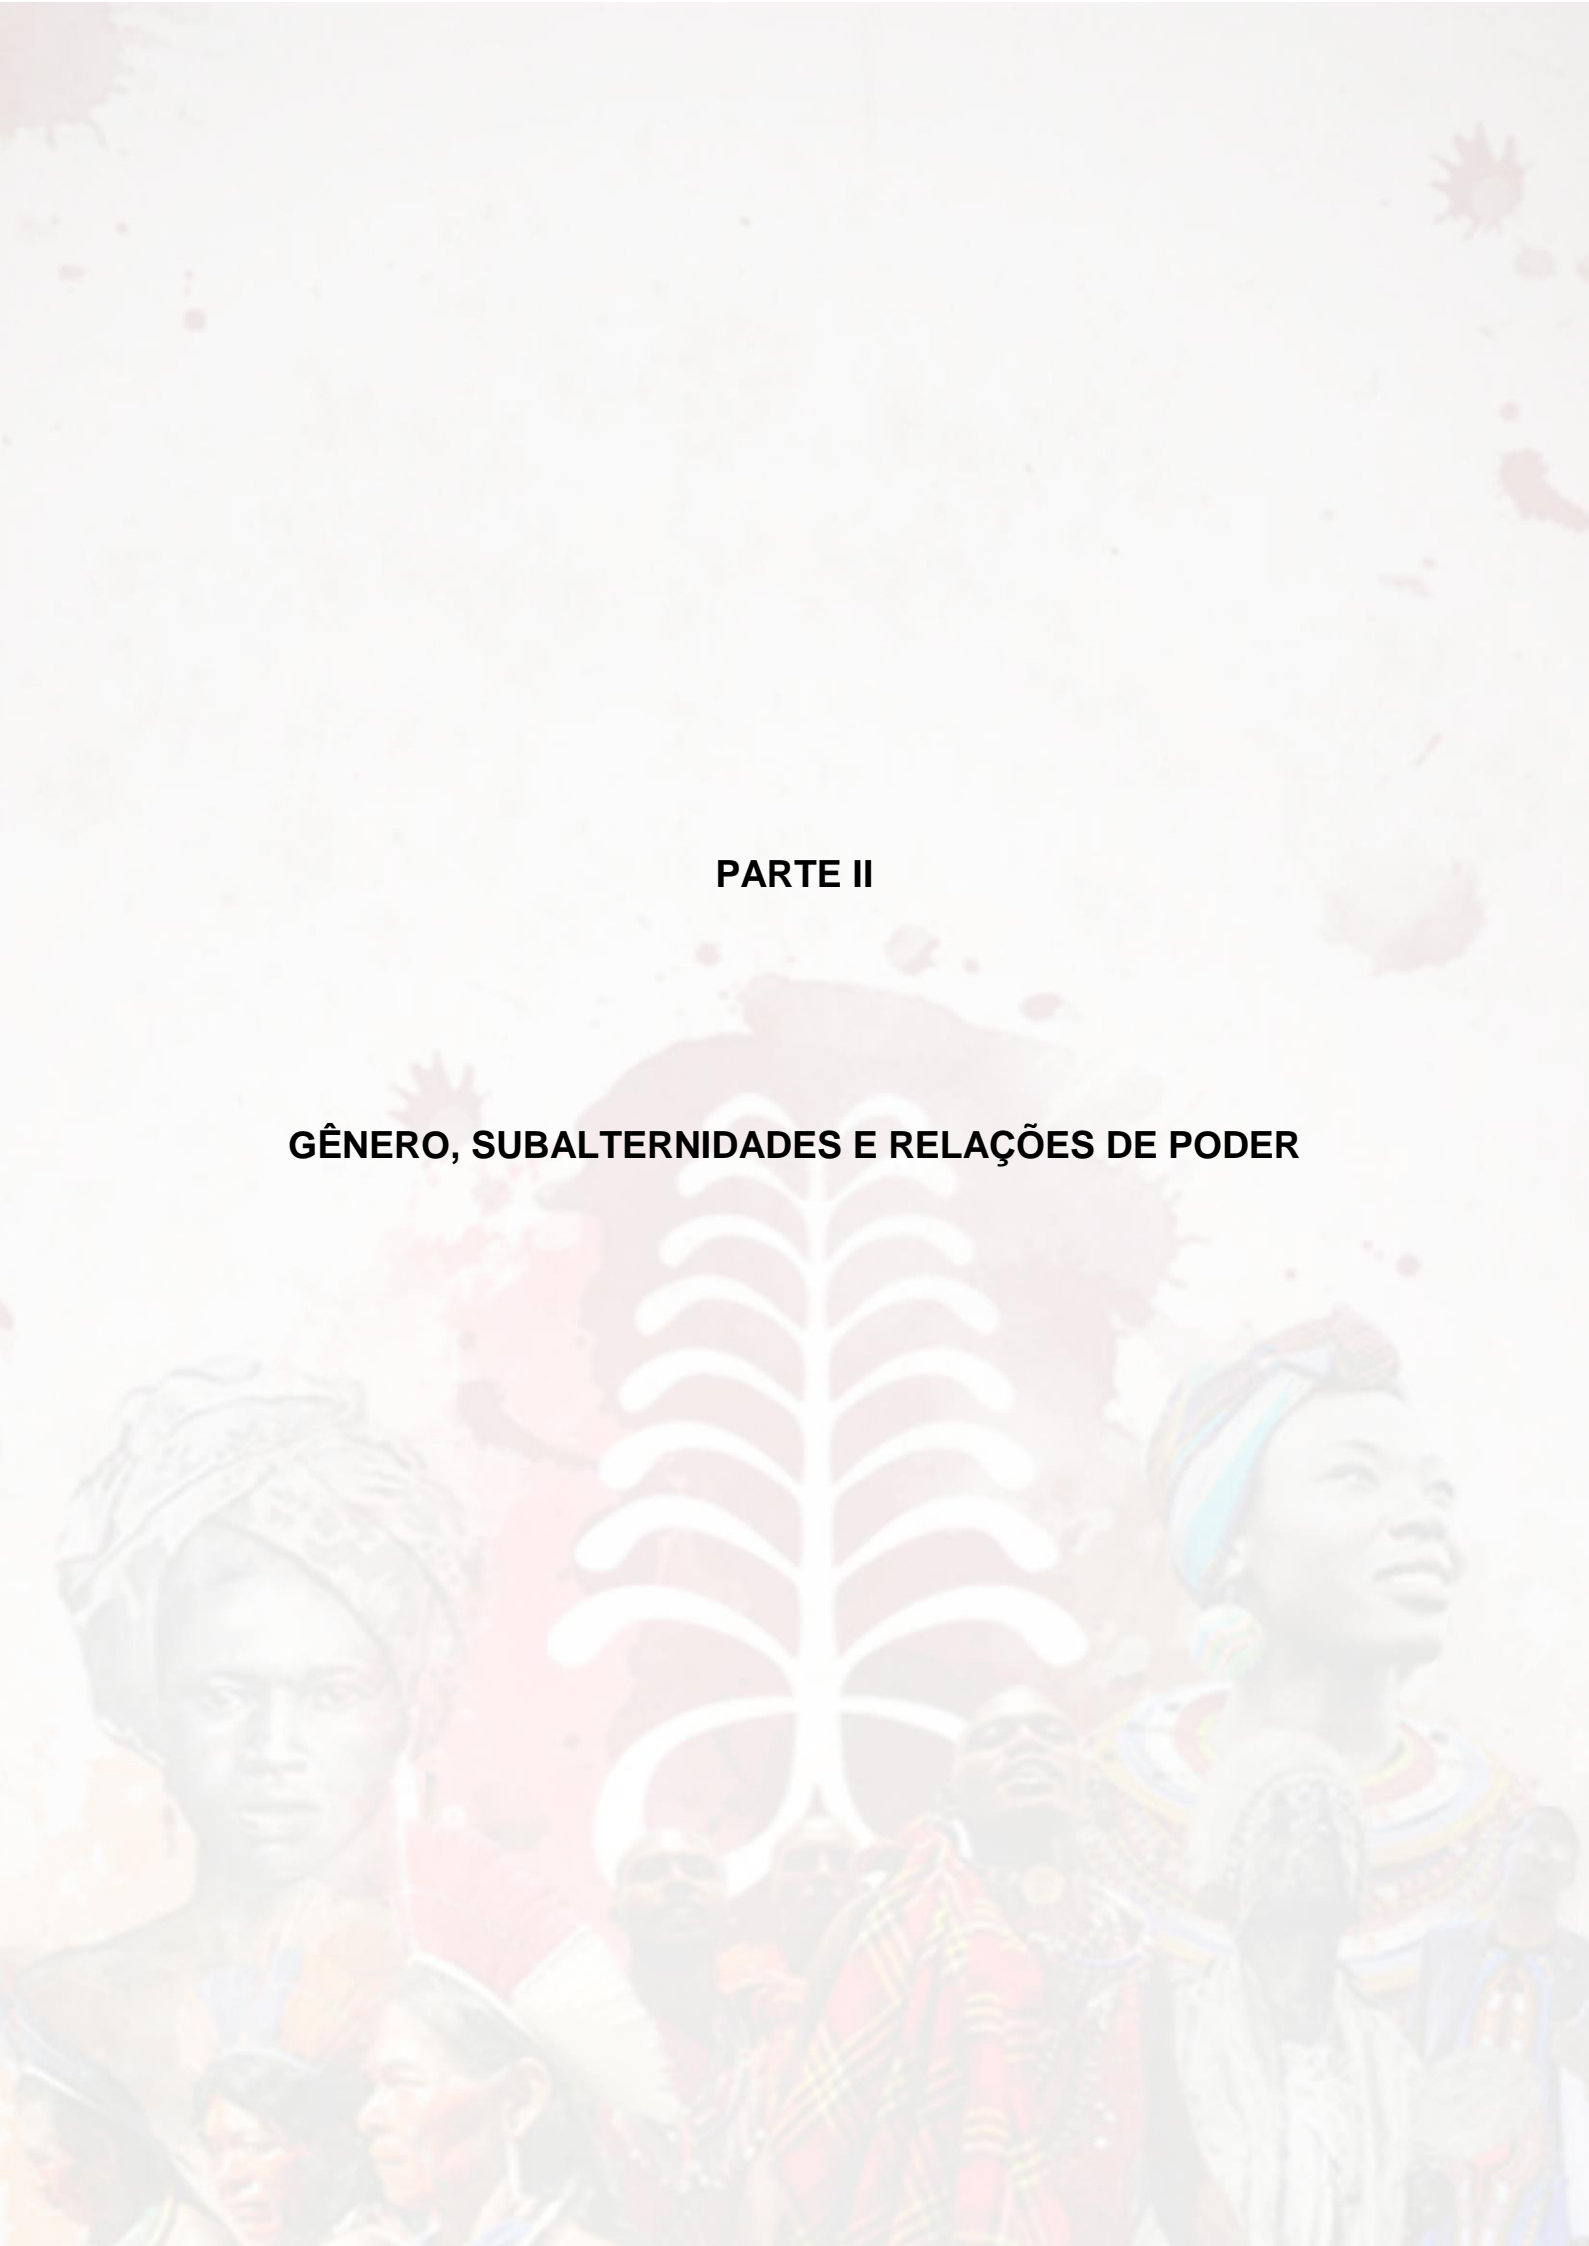 PARTE II
GÊNERO, SUBALTERNIDADES E RELAÇÕES DE PODER